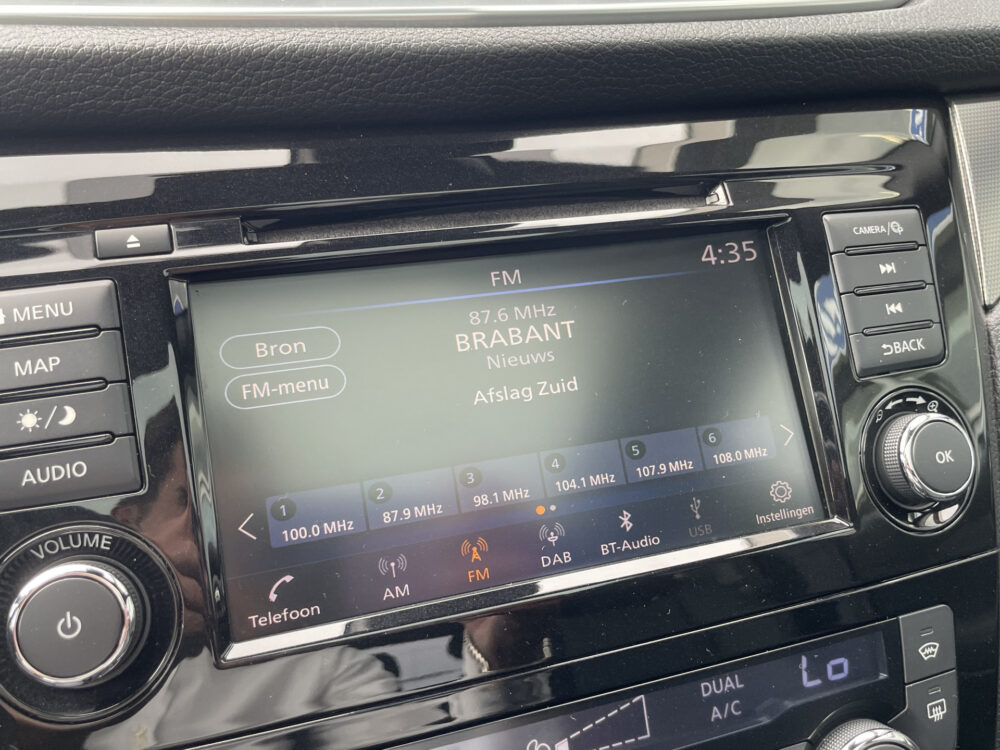 CAMERA/
MENU
MAP
AUDIO
VOLUME
BACK
OK
FM
4:35
87.6 MHz
BRABANT
Nieuws
Afslag Zuid
Bron
FM-menu
1 100.0 MHz
2 87.9 MHz
3 98.1 MHz
4 104.1 MHz
5 107.9 MHz
6 108.0 MHz
Telefoon
AM
FM
DAB
BT-Audio
USB
Instellingen
DUAL
A/C
Lo